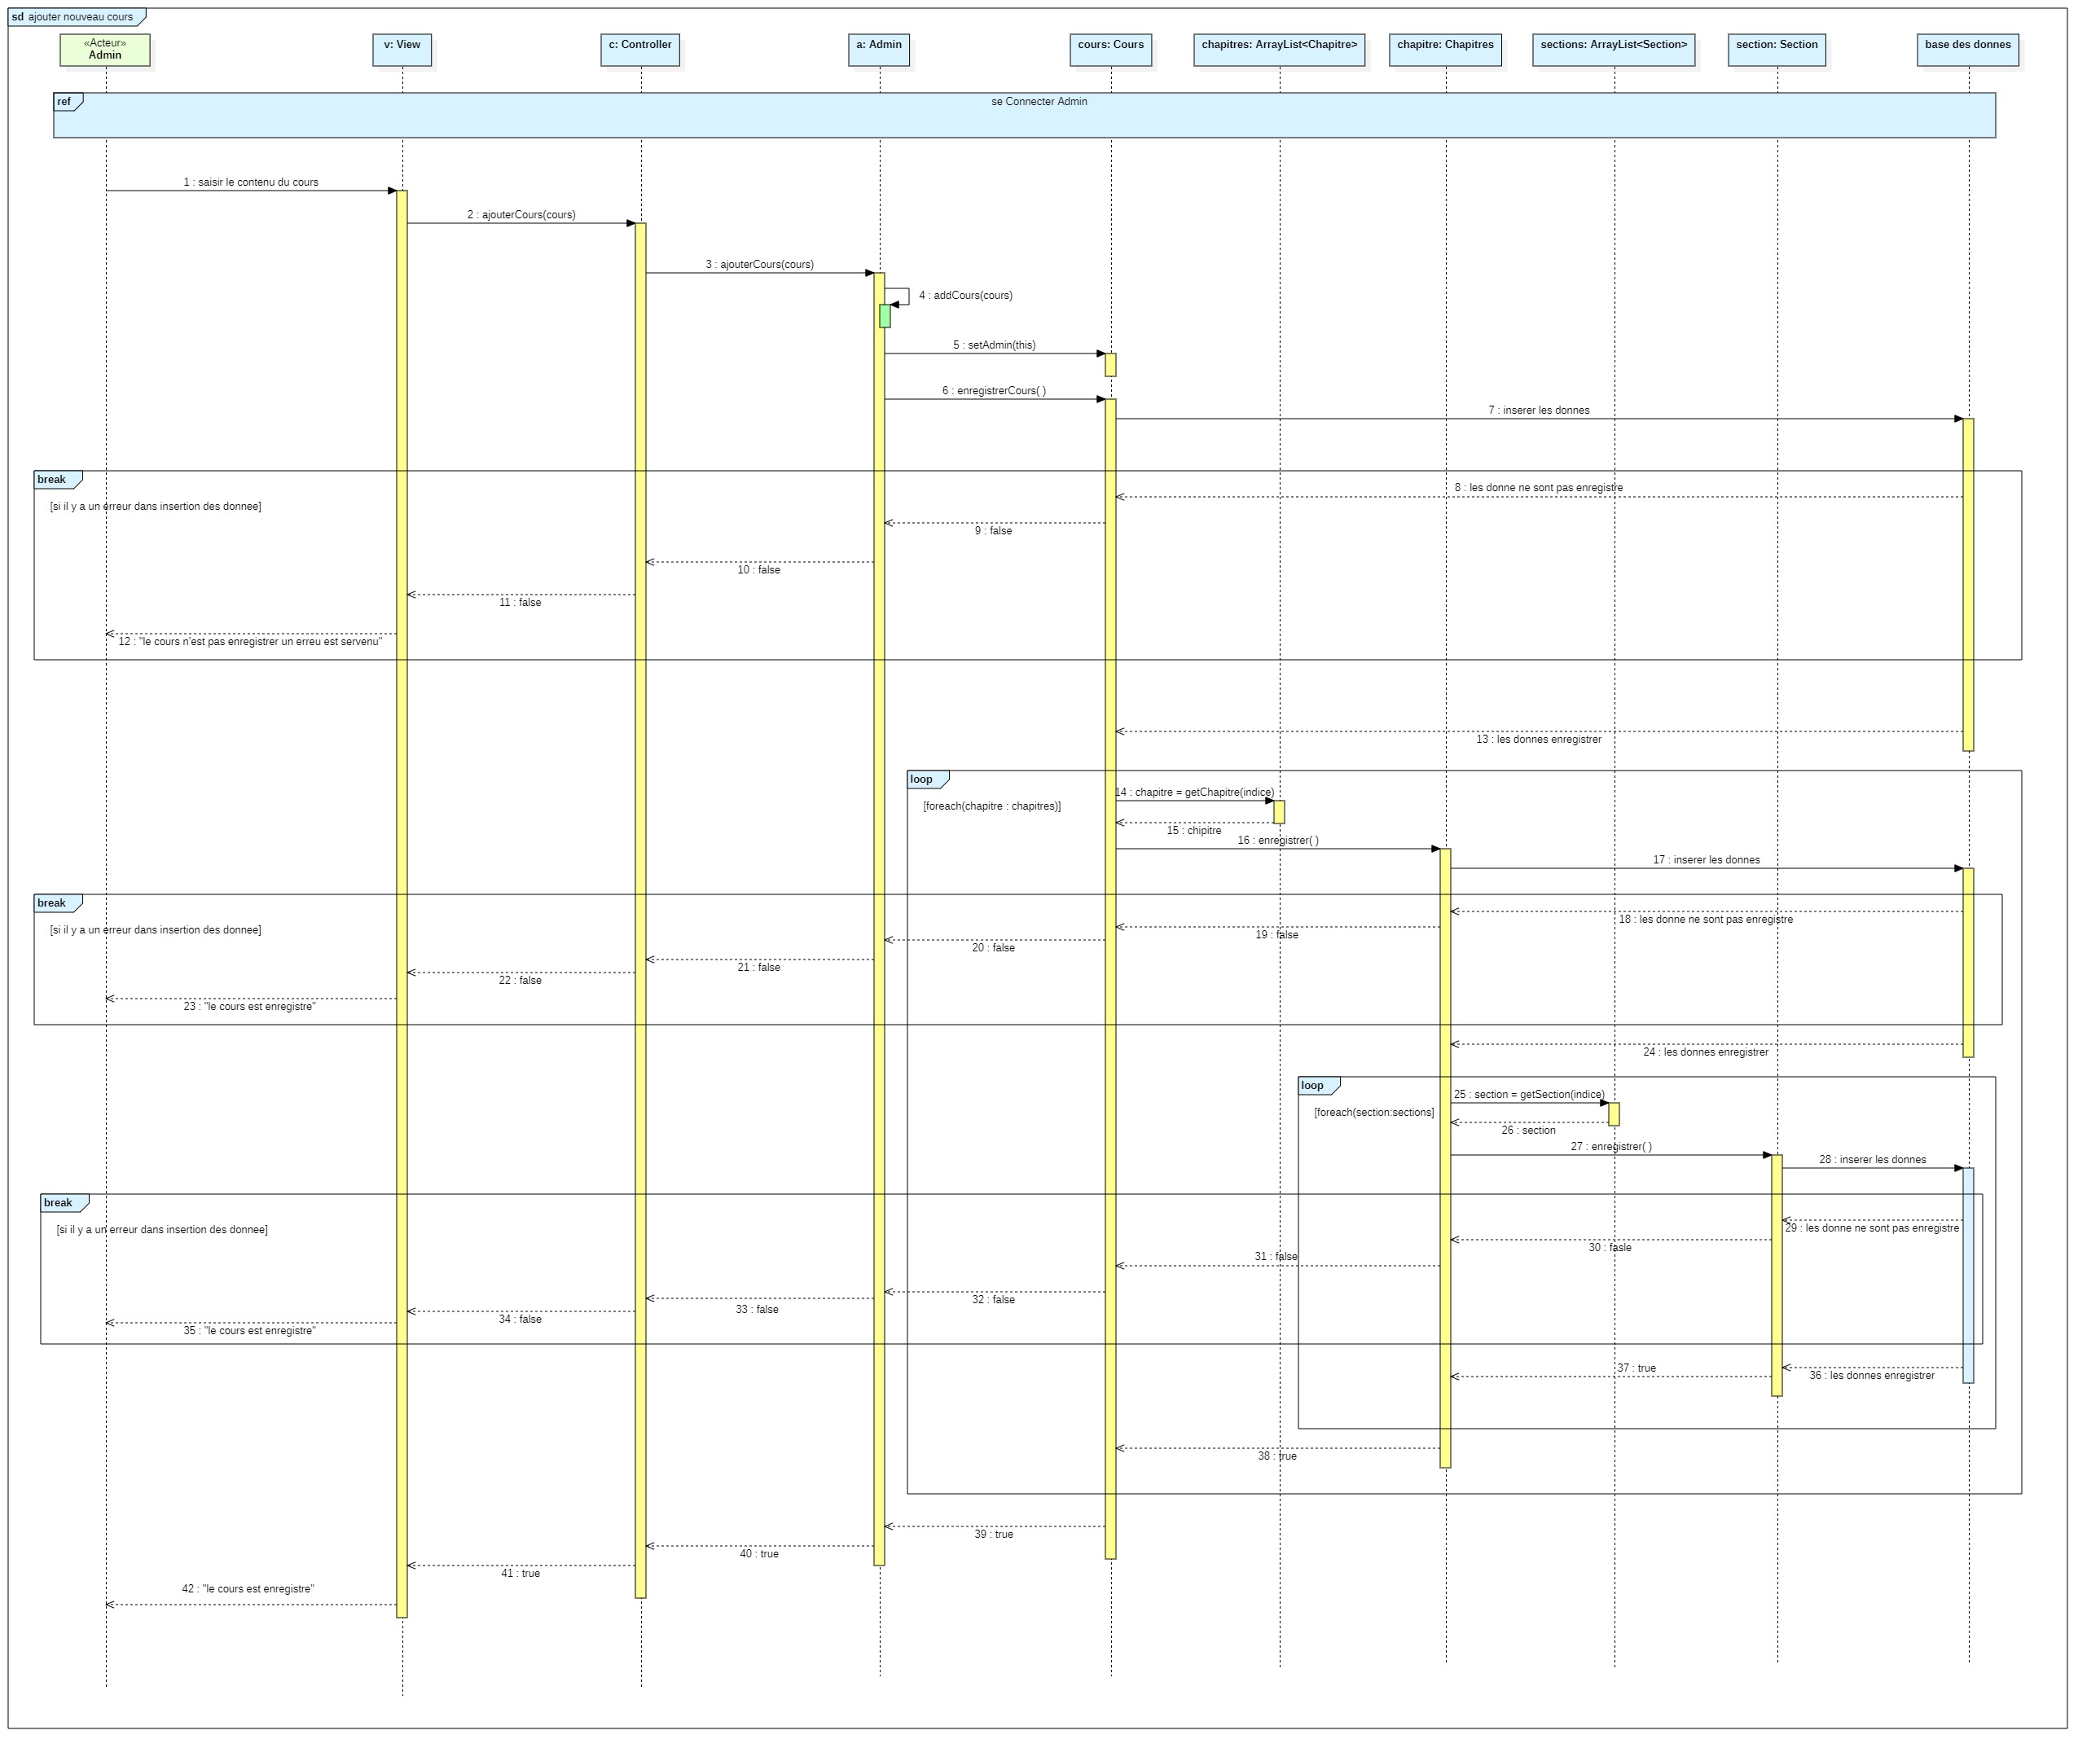 sd ajouter nouveau cours
«Acteur»
Admin
v: View
c: Controller
a: Admin
cours: Cours
chapitres: ArrayList<Chapitre>
chapitre: Chapitres
sections: ArrayList<Section>
section: Section
base des donnes
ref
se Connecter Admin
1 : saisir le contenu du cours
2 : ajouterCours(cours)
3 : ajouterCours(cours)
4 : addCours(cours)
5 : setAdmin(this)
6 : enregistrerCours( )
7 : inserer les donnes
break
[si il y a un erreur dans insertion des donnee]
8 : les donne ne sont pas enregistre
9 : false
10 : false
11 : false
12 : "le cours n'est pas enregistrer un erreu est servenu"
13 : les donnes enregistrer
loop
[foreach(chapitre : chapitres)]
14 : chapitre = getChapitre(indice)
15 : chipitre
16 : enregistrer( )
17 : inserer les donnes
break
[si il y a un erreur dans insertion des donnee]
18 : les donne ne sont pas enregistre
19 : false
20 : false
21 : false
22 : false
23 : "le cours est enregistre"
24 : les donnes enregistrer
loop
[foreach(section:sections]
25 : section = getSection(indice)
26 : section
27 : enregistrer( )
28 : inserer les donnes
break
[si il y a un erreur dans insertion des donnee]
29 : les donne ne sont pas enregistre
30 : fasle
31 : false
32 : false
33 : false
34 : false
35 : "le cours est enregistre"
36 : les donnes enregistrer
37 : true
38 : true
39 : true
40 : true
41 : true
42 : "le cours est enregistre"